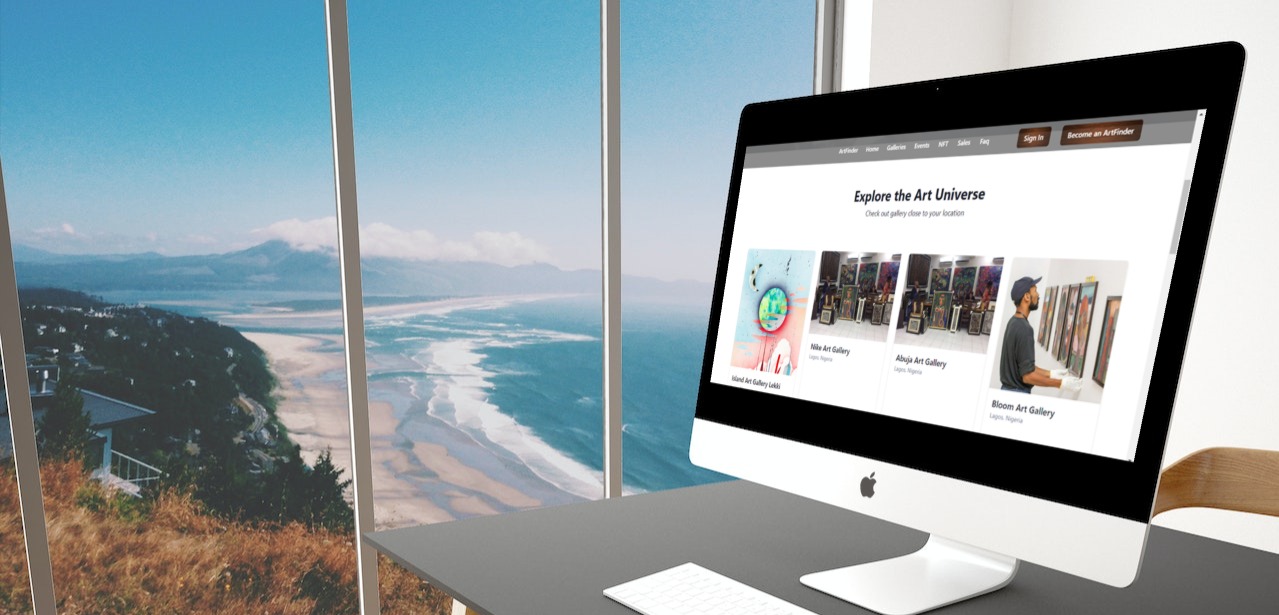 ArtFinder Home Galleries Events NFT Sales Faq Sign In Become an ArtFinder
Explore the Art Universe
Check out gallery close to your location
Island Art Gallery Lekki
Nike Art Gallery
Lagos, Nigeria
Abuja Art Gallery
Lagos, Nigeria
Bloom Art Gallery
Lagos, Nigeria